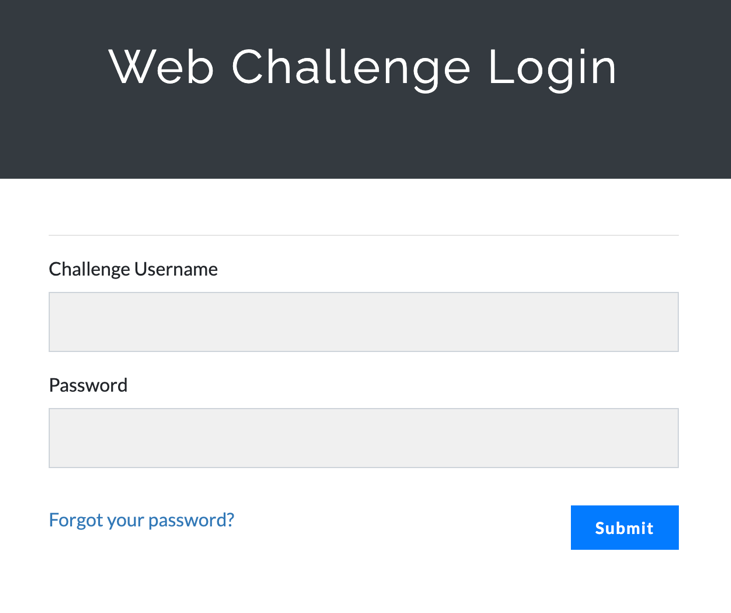 Web Challenge Login
Challenge Username
Password
Forgot your password?
Submit